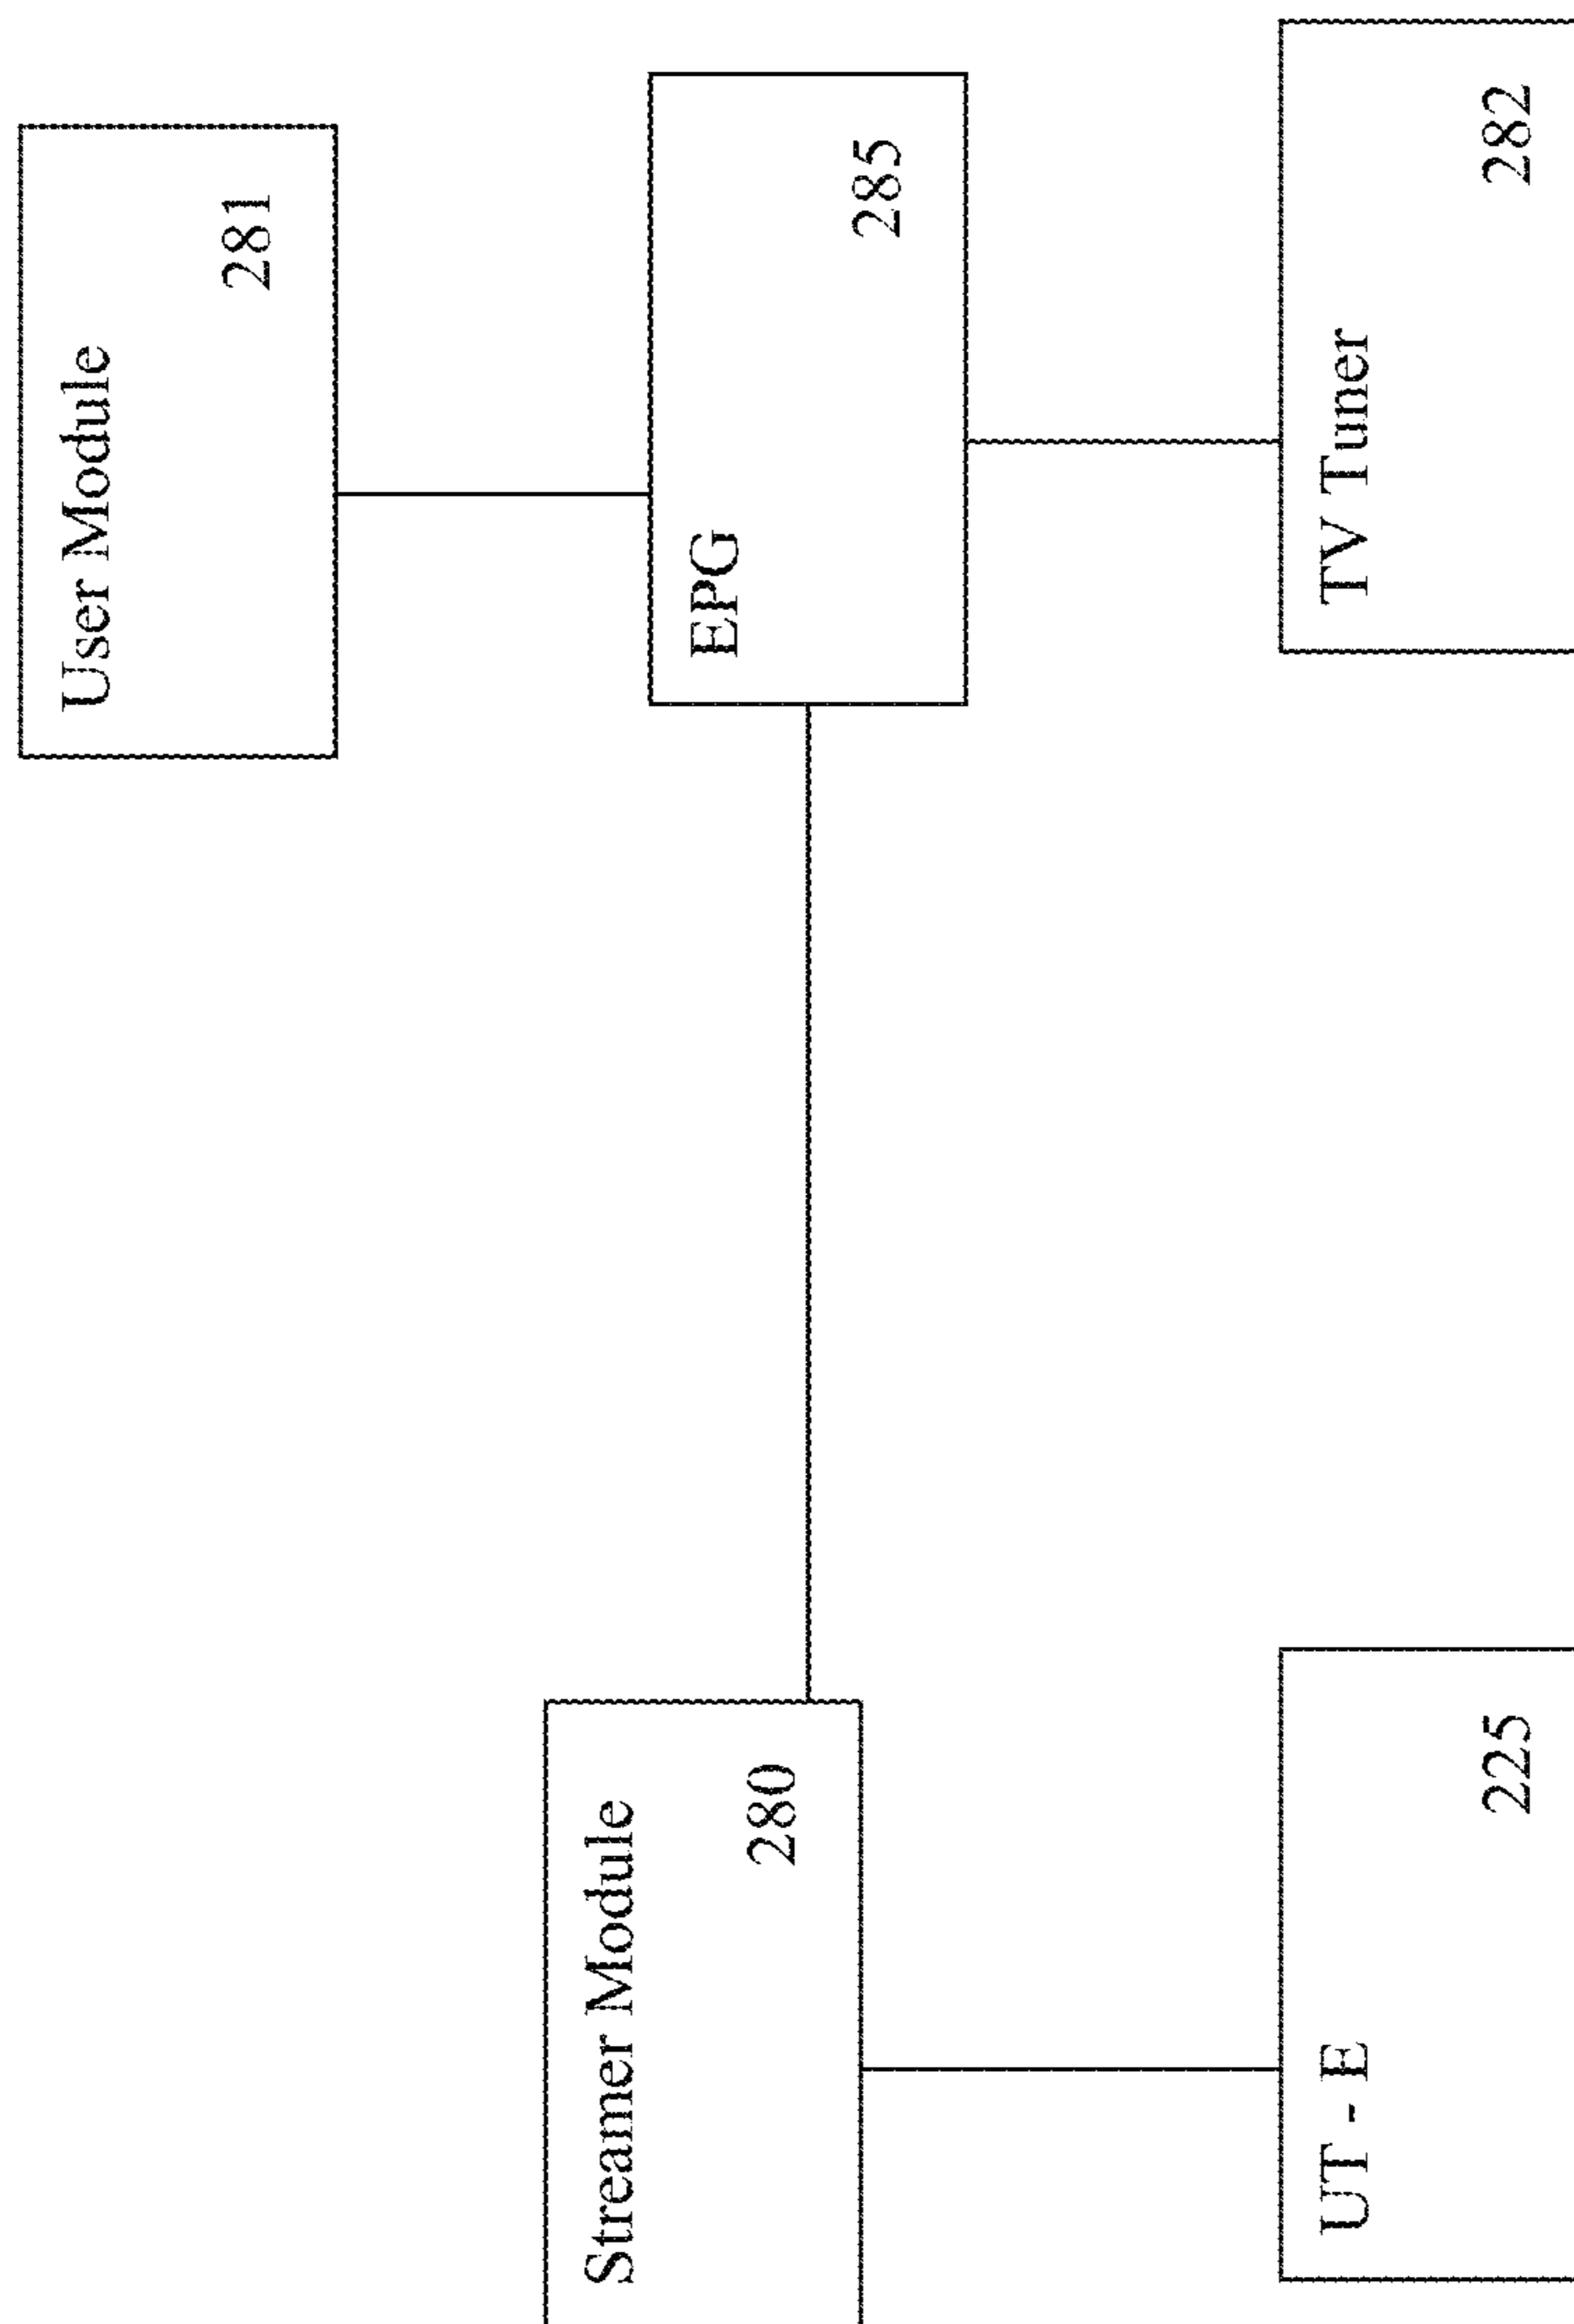 User Module
281
EPG
285
TV Tuner
282
Streamer Module
280
UT - E
225